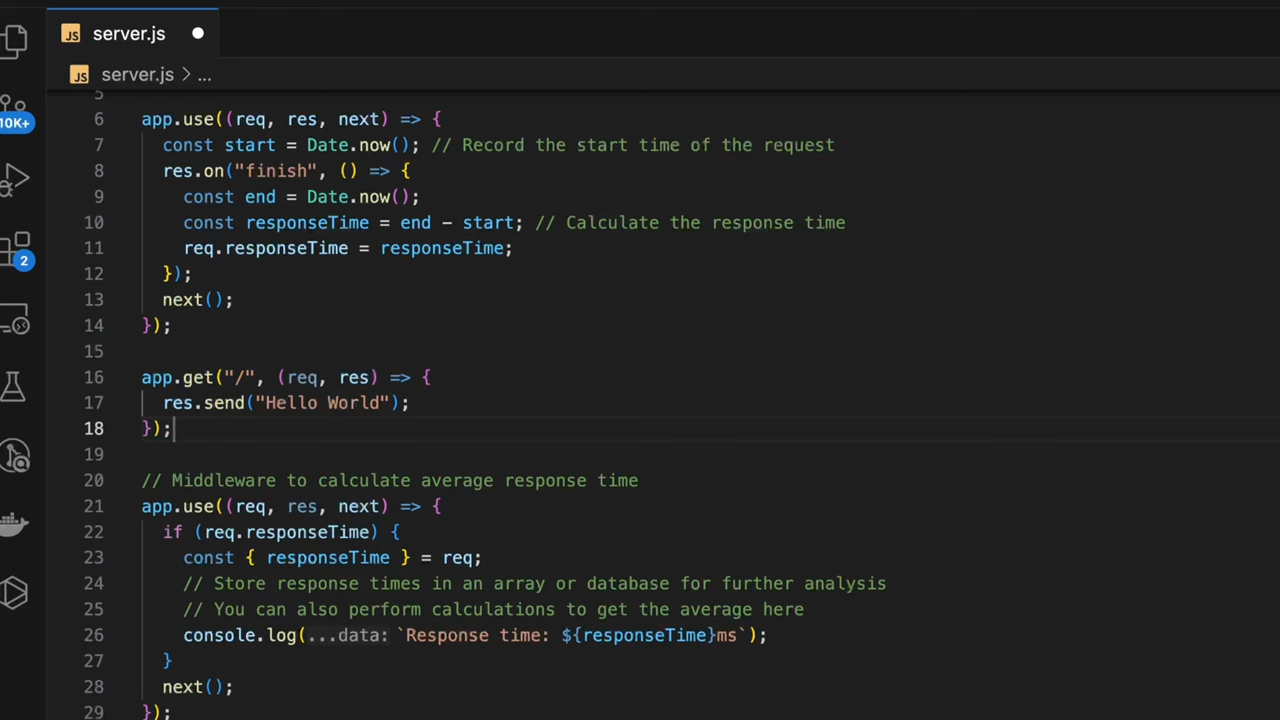 JS server.js
JS server.js > ...
10K+
2
5
6 app.use((req, res, next) => {
7 const start = Date.now(); // Record the start time of the request
8 res.on("finish", () => {
9 const end = Date.now();
10 const responseTime = end - start; // Calculate the response time
11 req.responseTime = responseTime;
12 });
13 next();
14 });
15
16 app.get("/", (req, res) => {
17 res.send("Hello World");
18 });
19
20 // Middleware to calculate average response time
21 app.use((req, res, next) => {
22 if (req.responseTime) {
23 const { responseTime } = req;
24 // Store response times in an array or database for further analysis
25 // You can also perform calculations to get the average here
26 console.log(...data: `Response time: ${responseTime}ms`);
27 }
28 next();
29 });